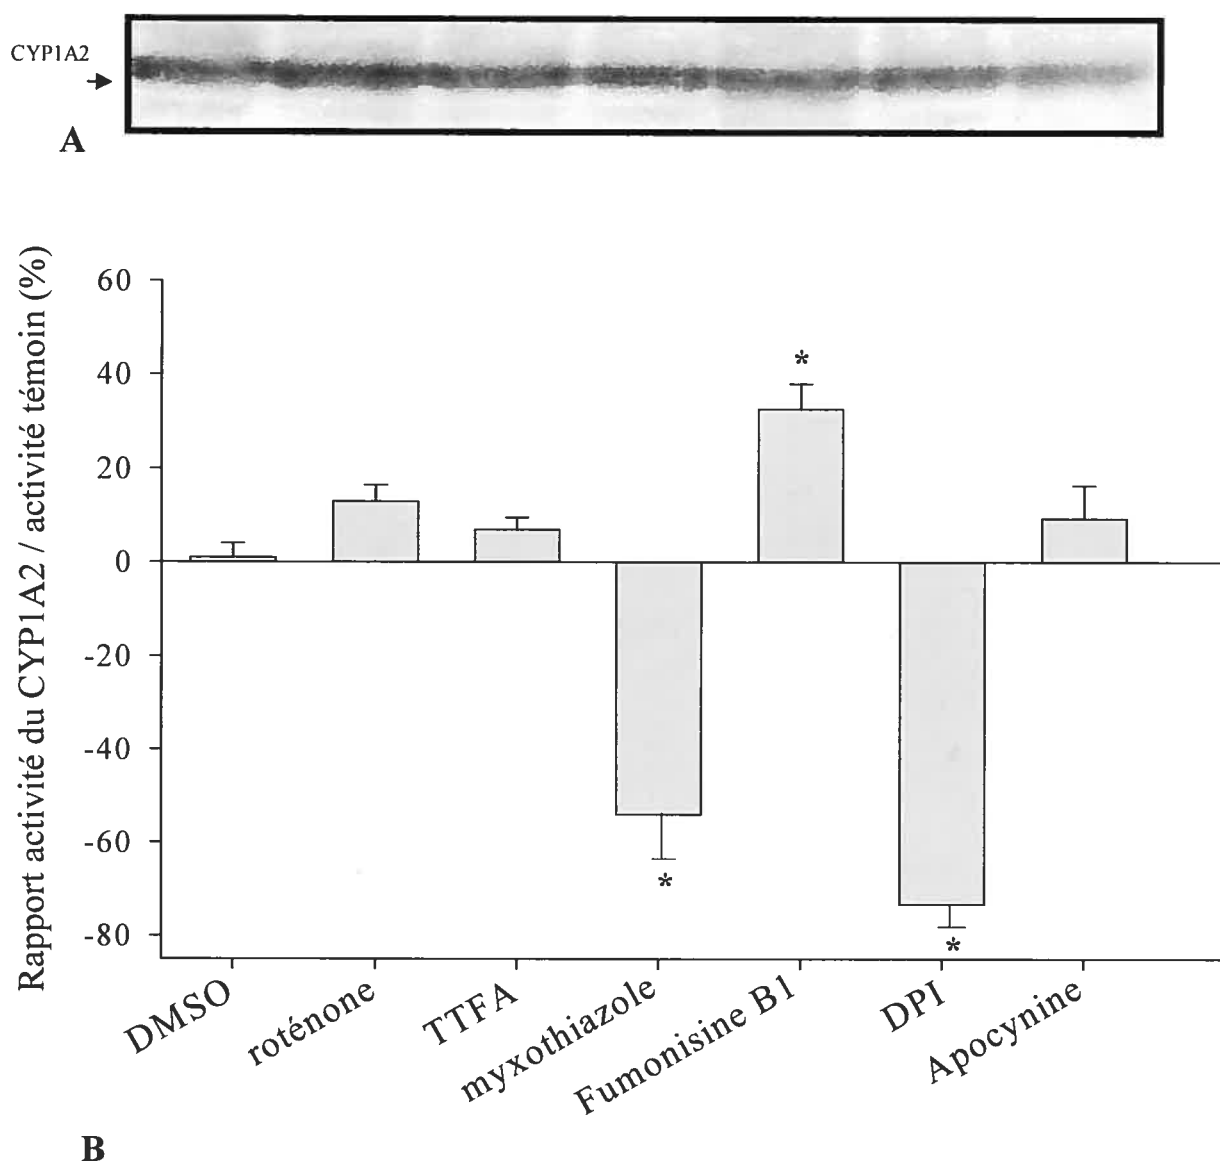 CYP1A2
A
Rapport activité du CYP1A2 / activité témoin (%)
60
40
20
0
-20
-40
-60
-80
*
*
*
DMSO
roténone
TTFA
myxothiazole
Fumonisine B1
DPI
Apocynine
B